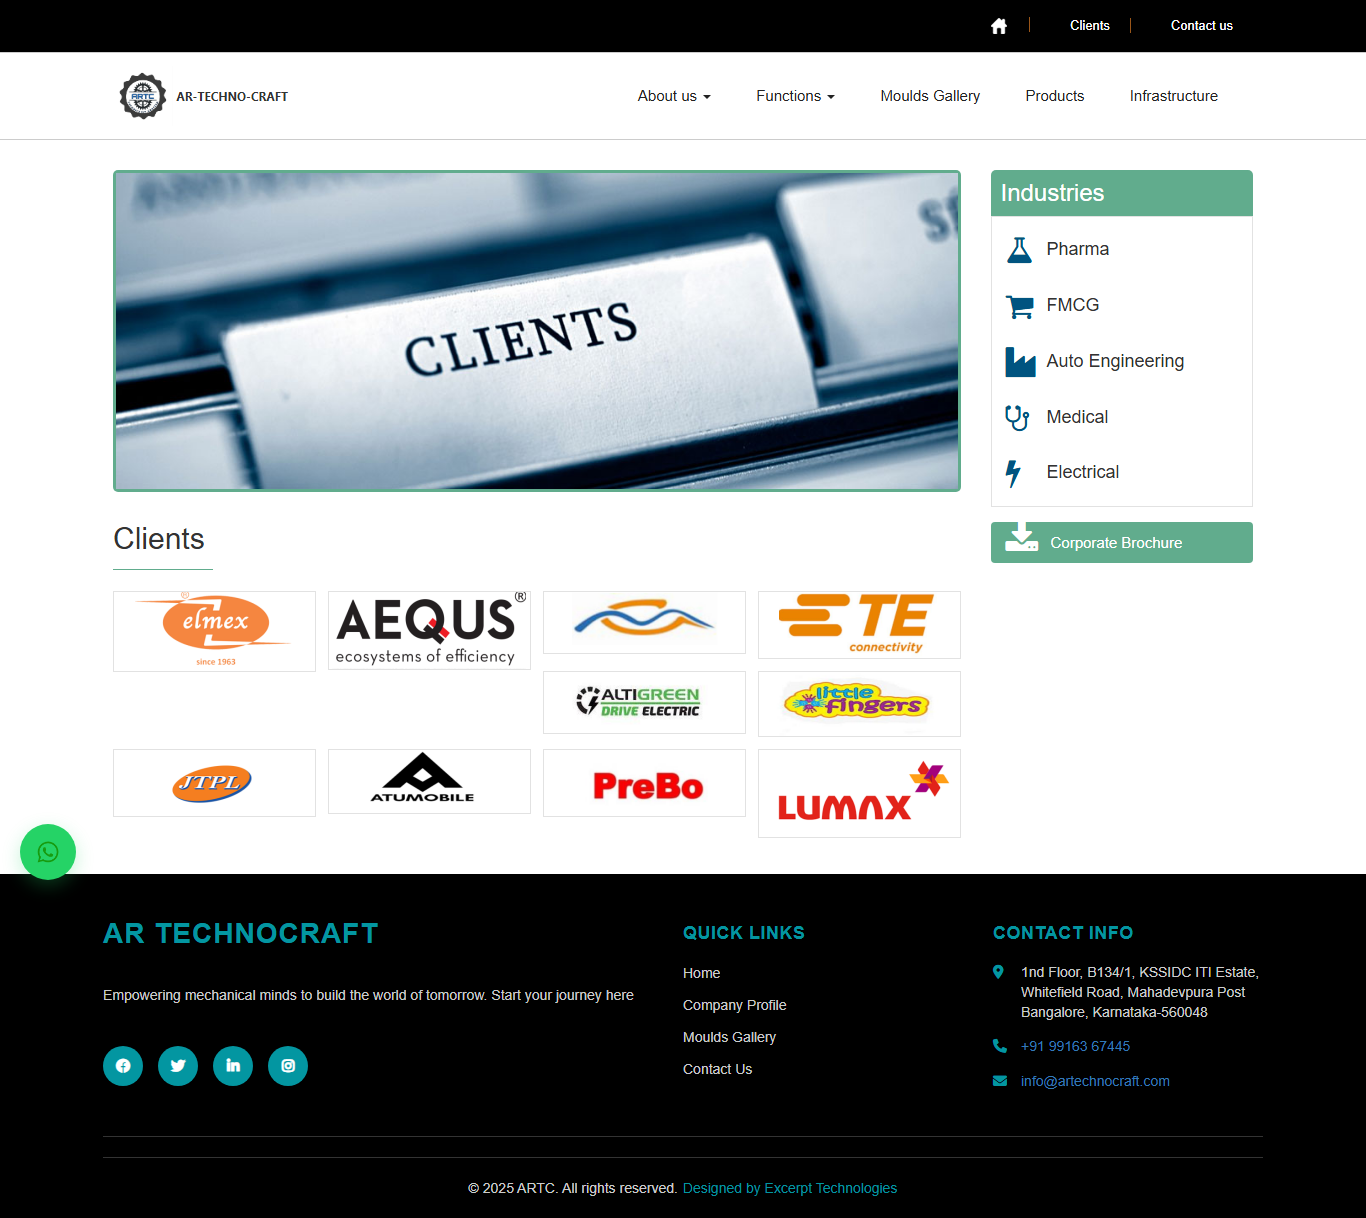 Clients
Contact us
ARTC
AR-TECHNO-CRAFT
About us
Functions
Moulds Gallery
Products
Infrastructure
CLIENTS
Industries
Pharma
FMCG
Auto Engineering
Medical
Electrical
Corporate Brochure
Clients
elmex
since 1963
AEQUS
ecosystems of efficiency
TE
connectivity
ALTIGREEN
DRIVE ELECTRIC
little
fingers
JTPL
ATUMOBILE
PreBo
LUMAX
AR TECHNOCRAFT
Empowering mechanical minds to build the world of tomorrow. Start your journey here
QUICK LINKS
Home
Company Profile
Moulds Gallery
Contact Us
CONTACT INFO
1nd Floor, B134/1, KSSIDC ITI Estate,
Whitefield Road, Mahadevpura Post
Bangalore, Karnataka-560048
+91 99163 67445
info@artechnocraft.com
© 2025 ARTC. All rights reserved. Designed by Excerpt Technologies